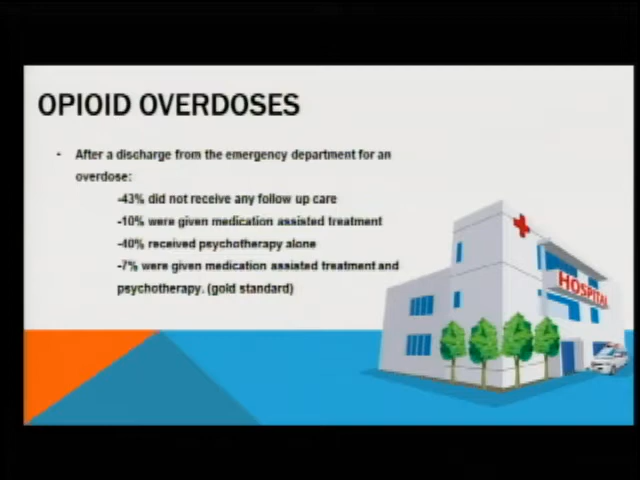 OPIOID OVERDOSES
• After a discharge from the emergency department for an
overdose:
-43% did not receive any follow up care
-10% were given medication assisted treatment
-40% received psychotherapy alone
-7% were given medication assisted treatment and
psychotherapy. (gold standard)
HOSPITAL